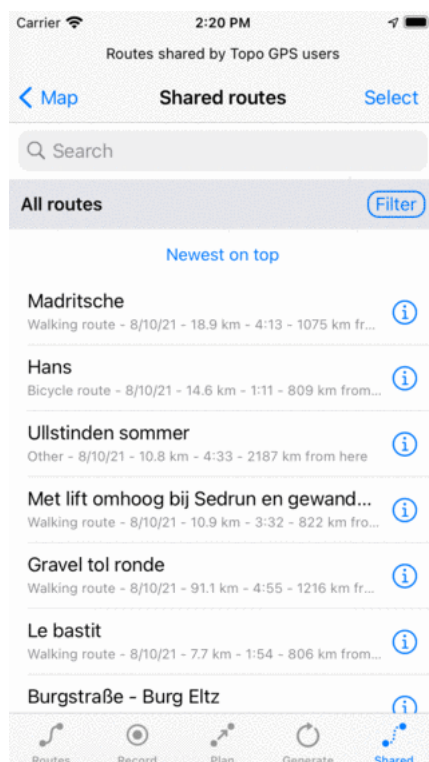 Carrier 2:20 PM
Routes shared by Topo GPS users
Map Shared routes Select
Search
All routes Filter
Newest on top
Madritsche
Walking route - 8/10/21 - 18.9 km - 4:13 - 1075 km fr...
Hans
Bicycle route - 8/10/21 - 14.6 km - 1:11 - 809 km from...
Ullstinden sommer
Other - 8/10/21 - 10.8 km - 4:33 - 2187 km from here
Met lift omhoog bij Sedrun en gewand...
Walking route - 8/10/21 - 10.9 km - 3:32 - 822 km fro...
Gravel tol ronde
Walking route - 8/10/21 - 91.1 km - 4:55 - 1216 km fr...
Le bastit
Walking route - 8/10/21 - 7.7 km - 1:54 - 806 km from...
Burgstraße - Burg Eltz
Routes Record Plan Generate Shared